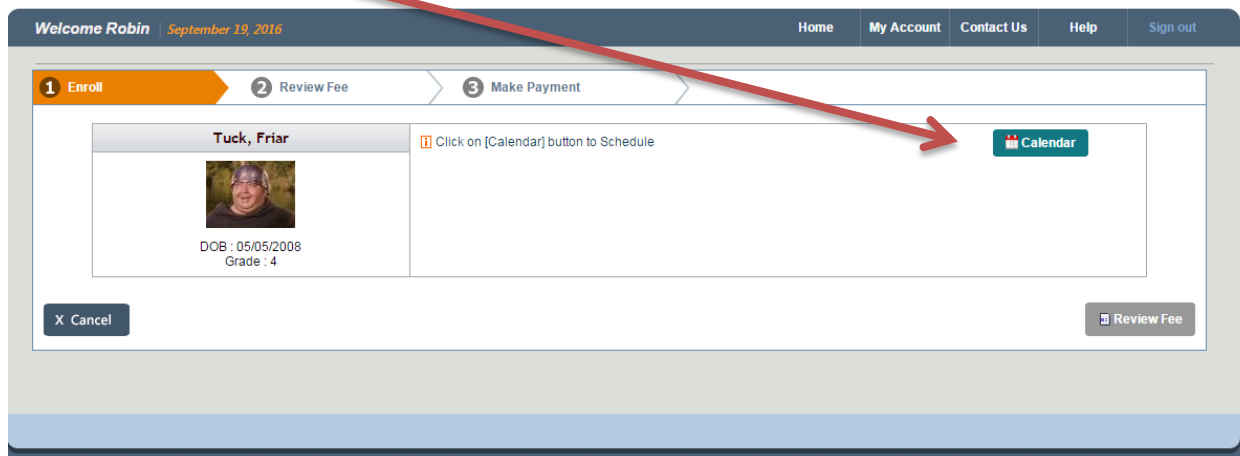 Welcome Robin | September 19, 2016 Home My Account Contact Us Help Sign out
1 Enroll 2 Review Fee 3 Make Payment
Tuck, Friar
Click on [Calendar] button to Schedule
Calendar
DOB : 05/05/2008
Grade : 4
X Cancel
Review Fee